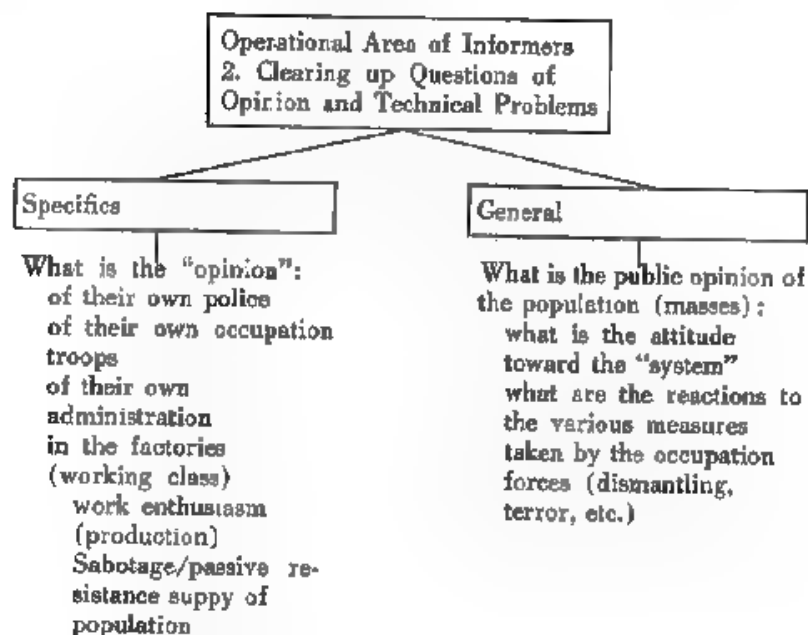 Operational Area of Informers
2. Clearing up Questions of
Opinion and Technical Problems
Specifics
What is the "opinion":
of their own police
of their own occupation
troops
of their own
administration
in the factories
(working class)
work enthusiasm
(production)
Sabotage/passive re-
sistance suppy of
population
General
What is the public opinion of
the population (masses):
what is the attitude
toward the "system"
what are the reactions to
the various measures
taken by the occupation
forces (dismantling,
terror, etc.)